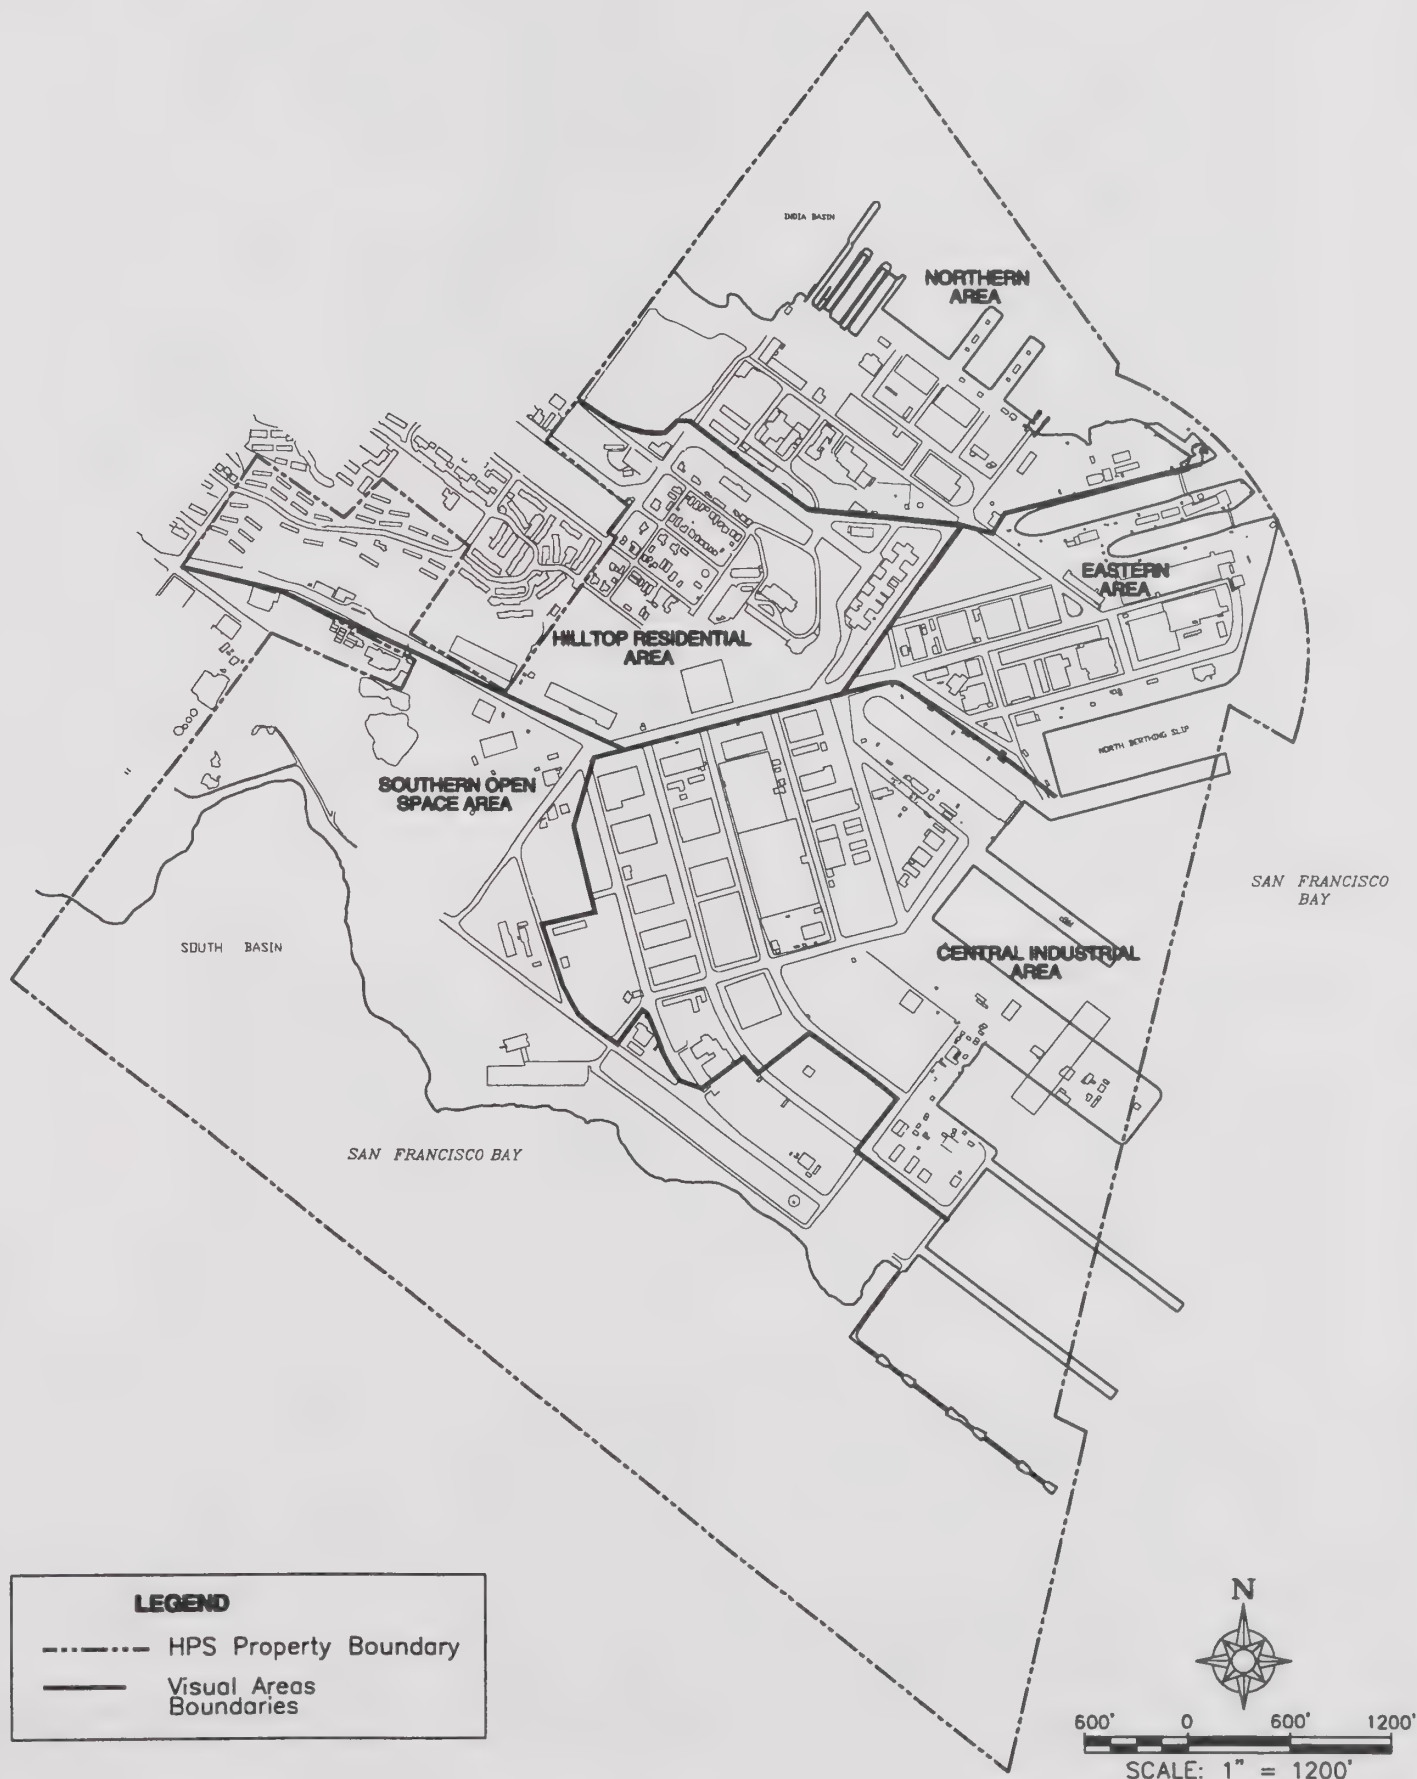 INDIA BASIN
NORTHERN
AREA
EASTERN
AREA
HILLTOP RESIDENTIAL
AREA
NORTH BERTHING SLIP
SOUTHERN OPEN
SPACE AREA
SAN FRANCISCO
BAY
SOUTH BASIN
CENTRAL INDUSTRIAL
AREA
SAN FRANCISCO BAY
LEGEND
HPS Property Boundary
Visual Areas
Boundaries
N
600' 0 600' 1200'
SCALE: 1" = 1200'